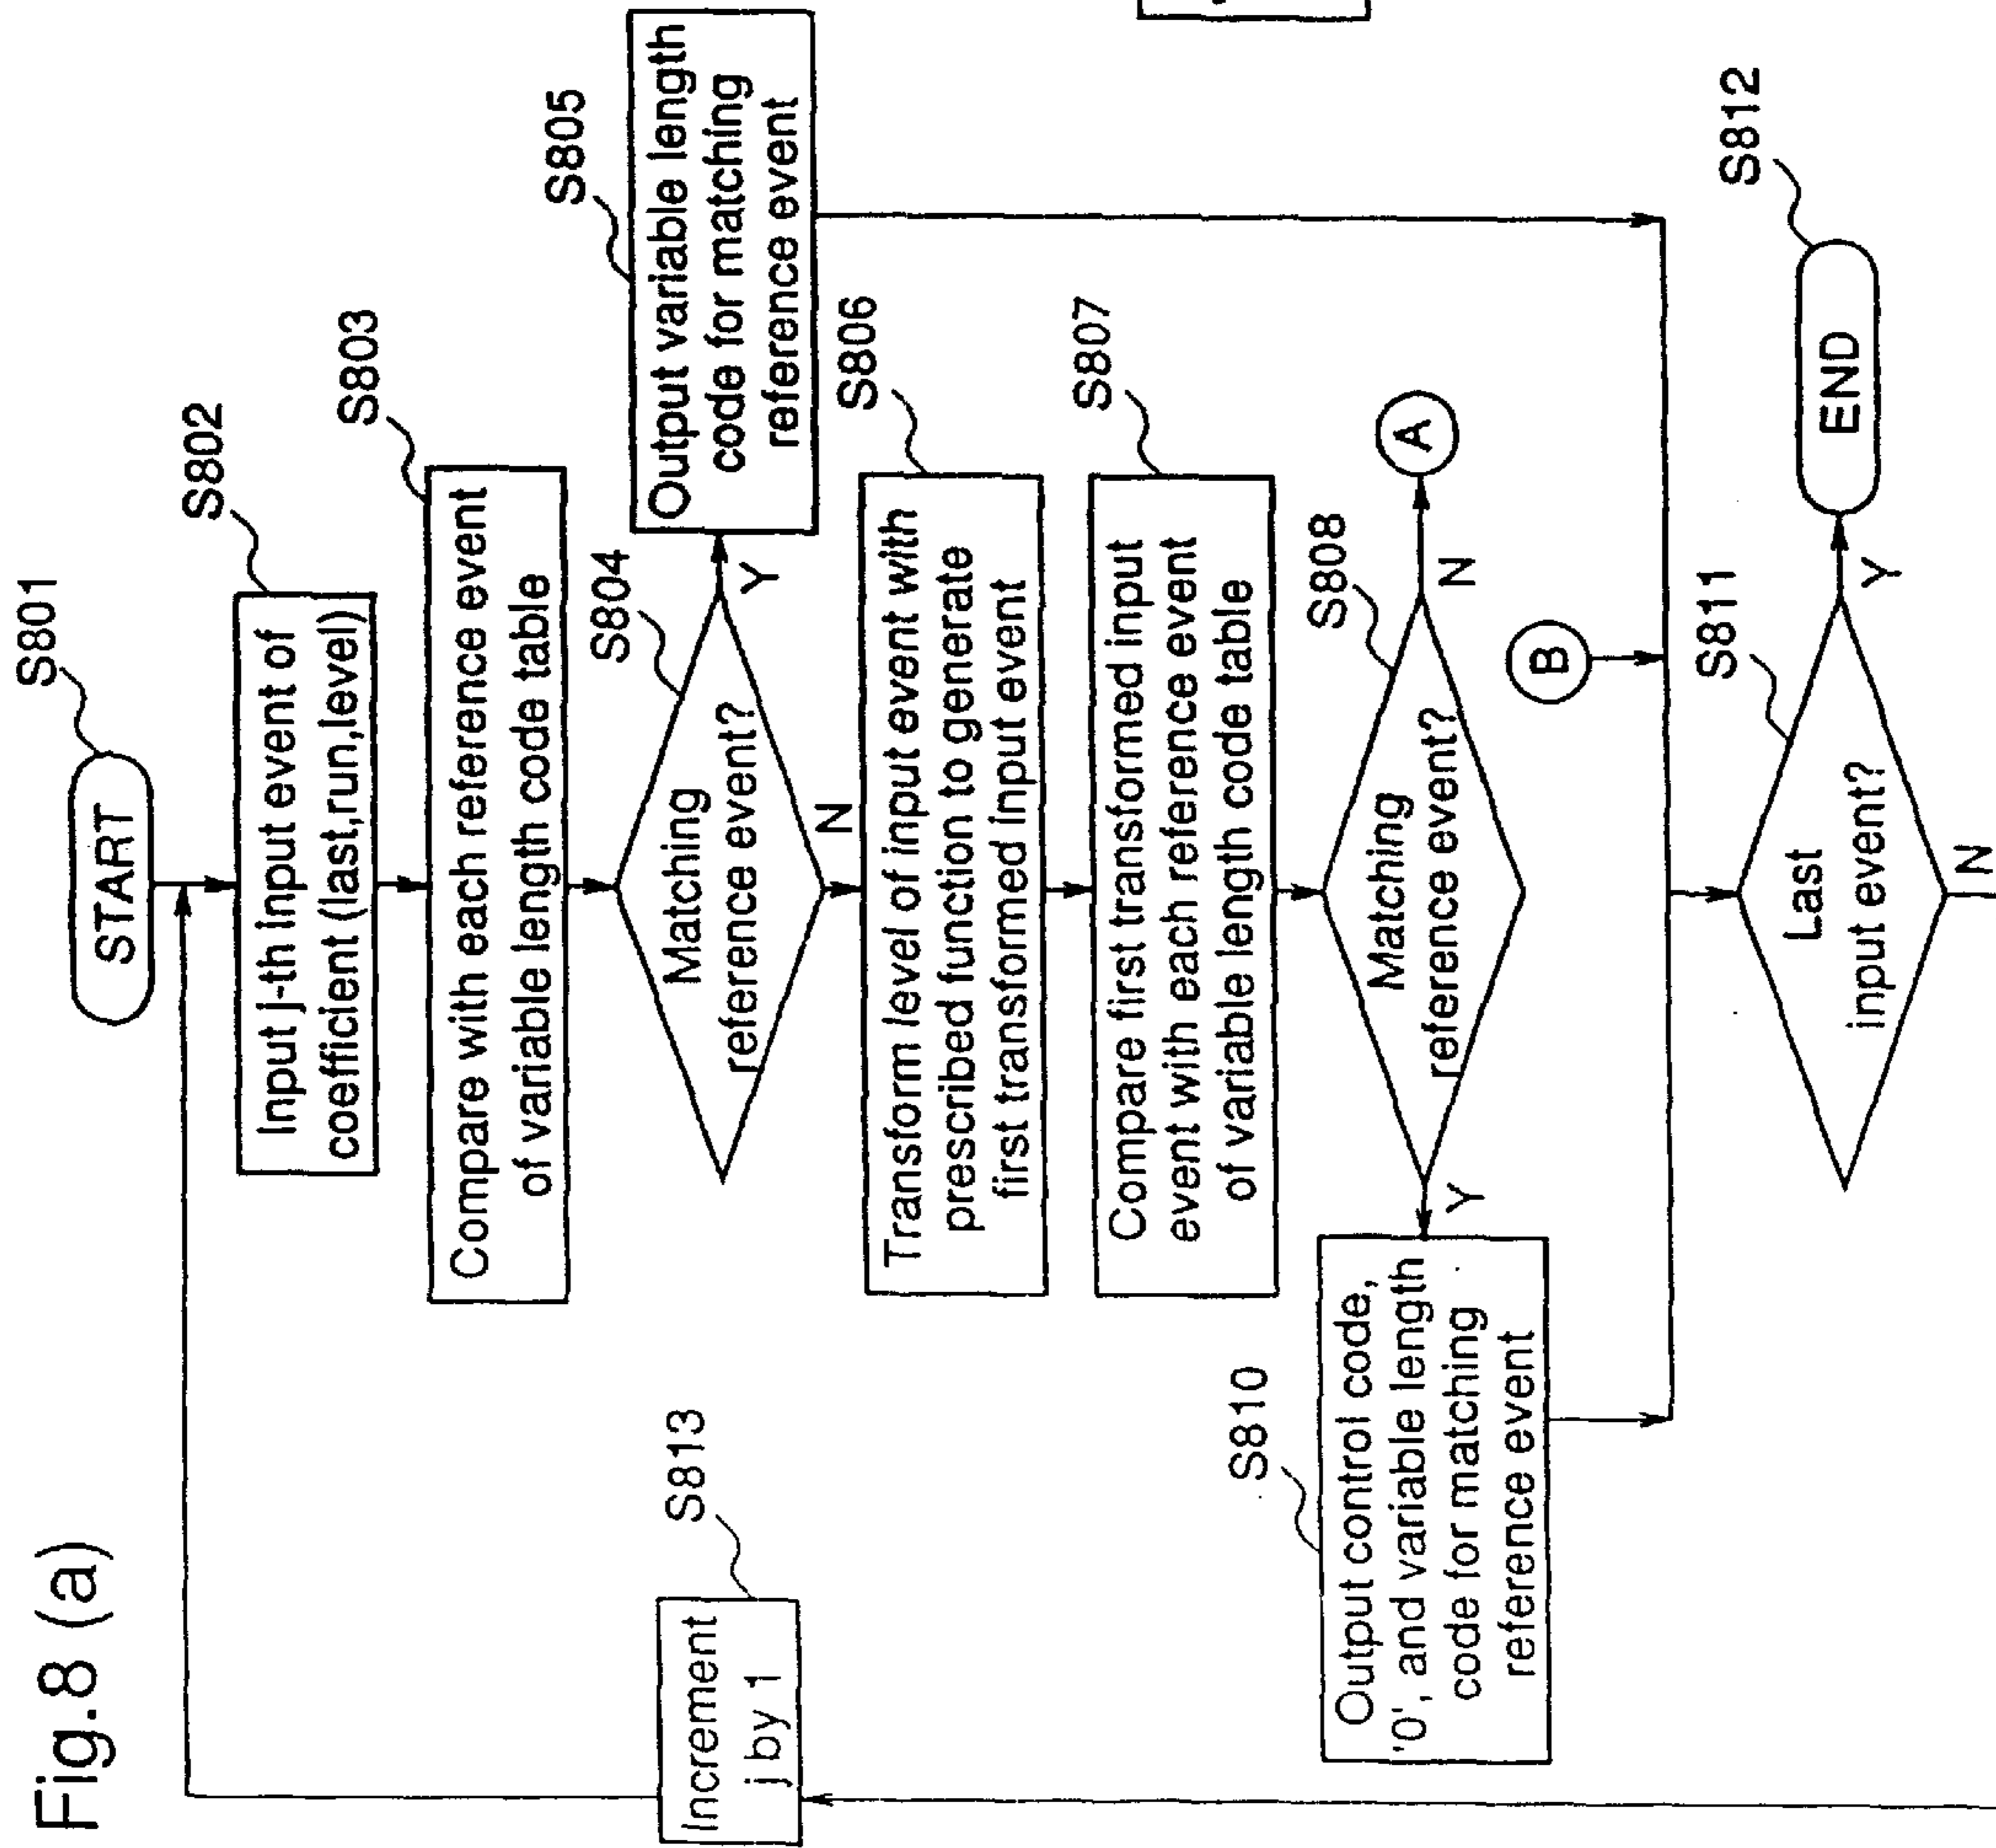 Fig.8 (a)
START
S801
Input j-th input event of
coefficient (last,run,level)
S802
Compare with each reference event
of variable length code table
S803
Matching
reference event?
S804
Y
N
Output variable length
code for matching
reference event
S805
Transform level of input event with
prescribed function to generate
first transformed input event
S806
Compare first transformed input
event with each reference event
of variable length code table
S807
Matching
reference event?
S808
Y
N
A
Output control code,
'0', and variable length
code for matching
reference event
S810
B
Last
input event?
S811
Y
N
END
S812
Increment
j by 1
S813